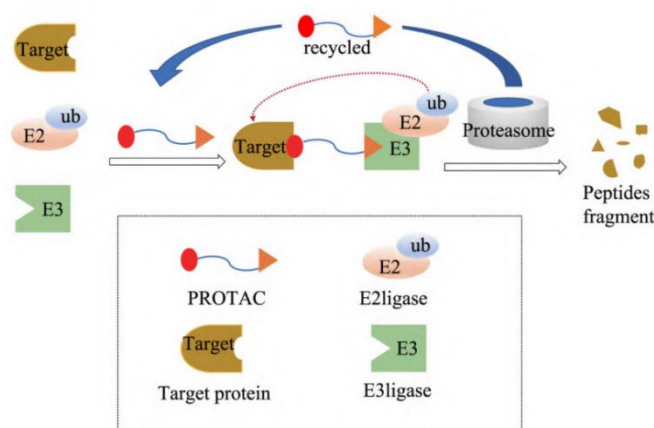 Target
recycled
ub
E2
ub
E2
Target
E3
Proteasome
E3
Peptides
fragment
ub
E2
PROTAC
E2ligase
Target
E3
Target protein
E3ligase